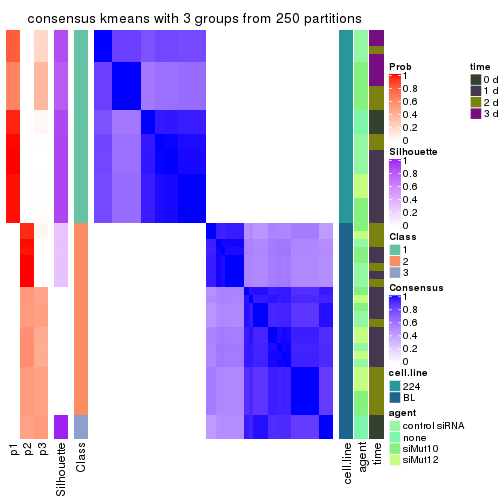 consensus kmeans with 3 groups from 250 partitions
Prob
1
0.8
0.6
0.4
0.2
0
time
0 d
1 d
2 d
3 d
Silhouette
1
0.8
0.6
0.4
0.2
0
Class
1
2
3
Consensus
1
0.8
0.6
0.4
0.2
0
cell.line
224
BL
agent
control siRNA
none
siMut10
siMut12
p1
p2
p3
Silhouette
Class
cell.line
agent
time